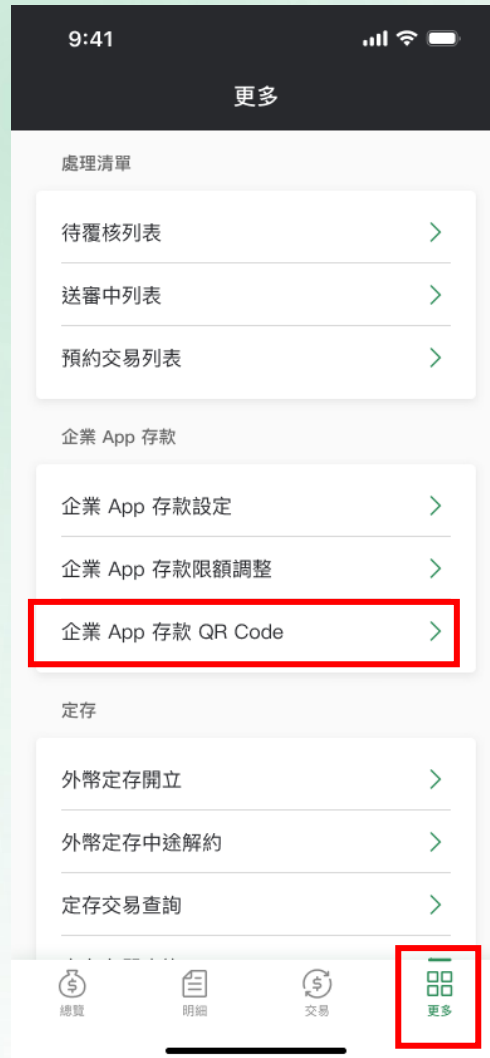 9:41
更多
處理清單
待覆核列表
送審中列表
預約交易列表
企業 App 存款
企業 App 存款設定
企業 App 存款限額調整
企業 App 存款 QR Code
定存
外幣定存開立
外幣定存中途解約
定存交易查詢
總覽
明細
交易
更多